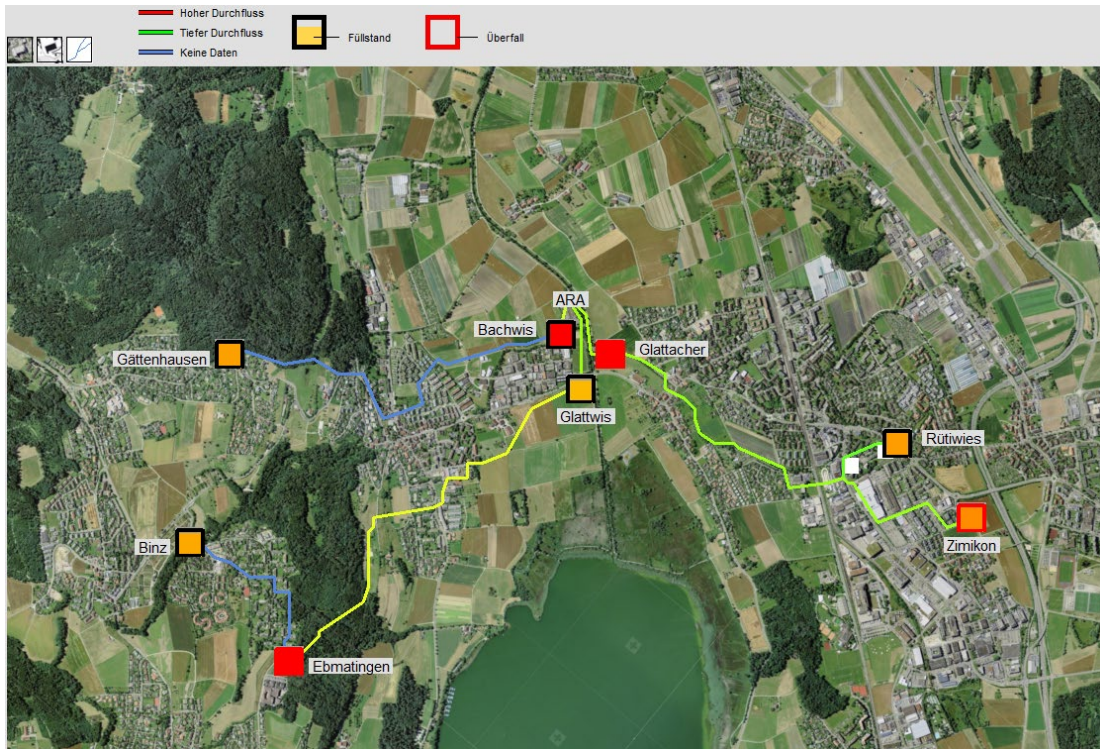 Hoher Durchfluss
Tiefer Durchfluss
Keine Daten
Füllstand
Überfall
ARA
Bachwis
Gättenhausen
Glattacher
Glattwis
Rütiwies
Binz
Zimikon
Ebmatingen